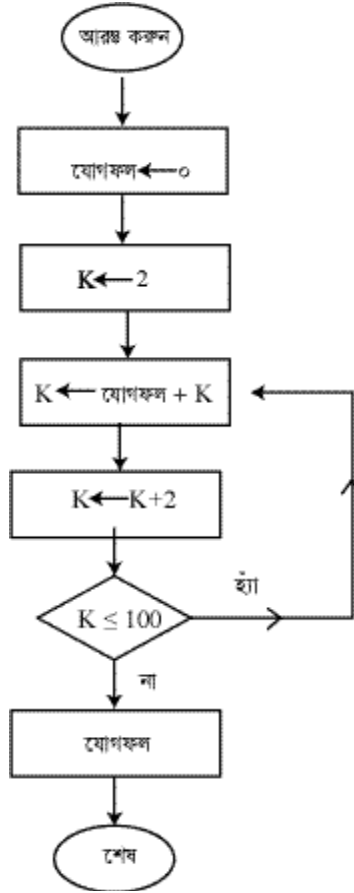 আরম্ভ করুন
যোগফল←০
K←2
K← যোগফল + K
K←K+2
K ≤ 100
হ্যাঁ
না
যোগফল
শেষ